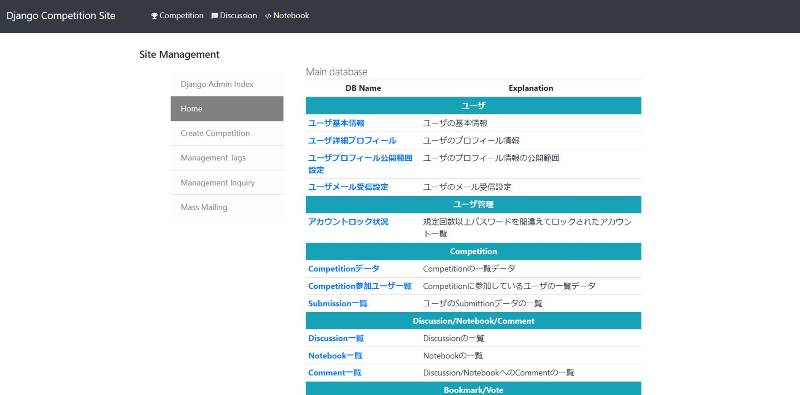 Django Competition Site
Competition
Discussion
Notebook
Site Management
Django Admin Index
Home
Create Competition
Management Tags
Management Inquiry
Mass Mailing
Main database
DB Name Explanation
ユーザ
ユーザ基本情報 ユーザの基本情報
ユーザ詳細プロフィール ユーザのプロフィール情報
ユーザプロフィール公開範囲 ユーザのプロフィール情報の公開範囲
設定
ユーザメール受信設定 ユーザのメール受信設定
ユーザ管理
アカウントロック状況 規定回数以上パスワードを間違えてロックされたアカウン
ト一覧
Competition
Competitionデータ Competitionの一覧データ
Competition参加ユーザー一覧 Competitionに参加しているユーザの一覧データ
Submission一覧 ユーザのSubmittionデータの一覧
Discussion/Notebook/Comment
Discussion一覧 Discussionの一覧
Notebook一覧 Notebookの一覧
Comment一覧 Discussion/NotebookへのCommentの一覧
Bookmark/Vote